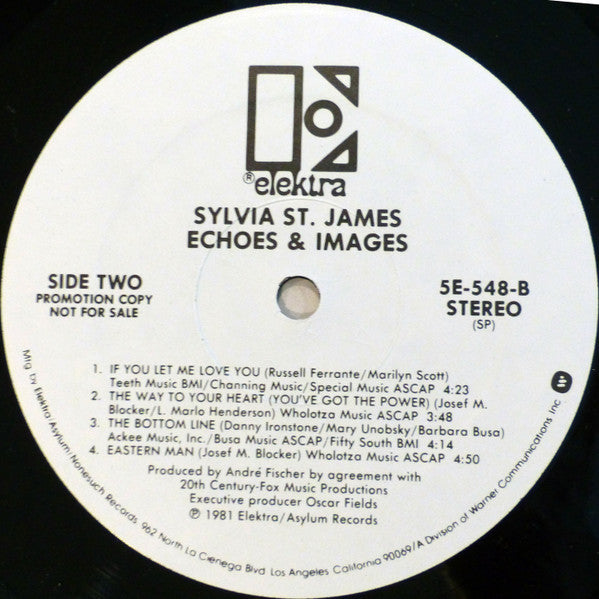 ® elektra
SYLVIA ST. JAMES
ECHOES & IMAGES
SIDE TWO
PROMOTION COPY
NOT FOR SALE
5E-548-B
STEREO
(SP)
1. IF YOU LET ME LOVE YOU (Russell Ferrante/Marilyn Scott)
Teeth Music BMI/Channing Music/Special Music ASCAP 4:23
2. THE WAY TO YOUR HEART (YOU'VE GOT THE POWER) (Josef M.
Blocker/L. Marlo Henderson) Wholotza Music ASCAP 3:48
3. THE BOTTOM LINE (Danny Ironstone/Mary Unobsky/Barbara Busa)
Ackee Music, Inc./Busa Music ASCAP/Fifty South BMI 4:14
4. EASTERN MAN (Josef M. Blocker) Wholotza Music ASCAP 4:50
Produced by André Fischer by agreement with
20th Century-Fox Music Productions
Executive producer Oscar Fields
℗ 1981 Elektra/Asylum Records
Mfg. by Elektra/Asylum/Nonesuch Records 962 North La Cienega Blvd Los Angeles California 90069/A Division of Warner Communications Inc